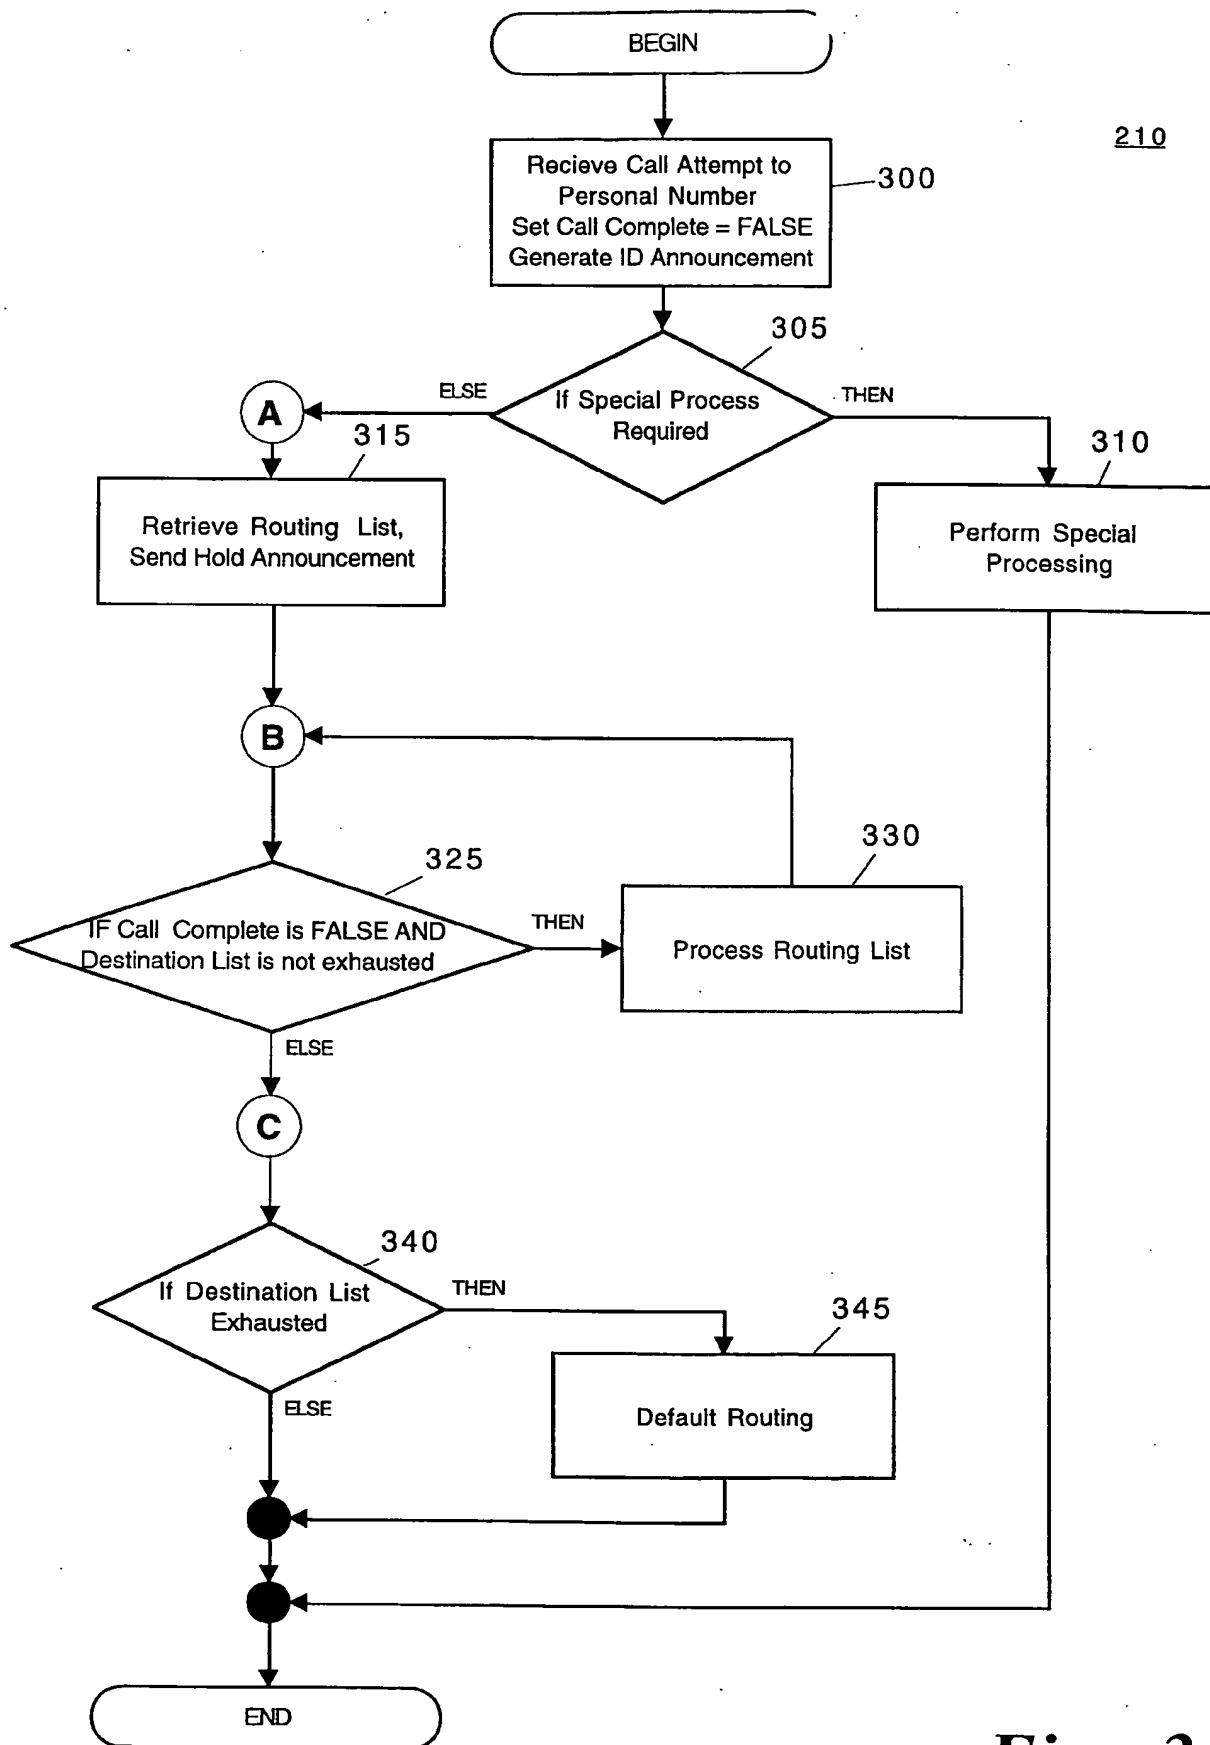 BEGIN
210
Recieve Call Attempt to
Personal Number
Set Call Complete = FALSE
Generate ID Announcement
300
305
If Special Process
Required
ELSE
THEN
A
315
310
Retrieve Routing List,
Send Hold Announcement
Perform Special
Processing
B
325
330
IF Call Complete is FALSE AND
Destination List is not exhausted
THEN
Process Routing List
ELSE
C
340
If Destination List
Exhausted
THEN
345
Default Routing
ELSE
END
Fig. 3